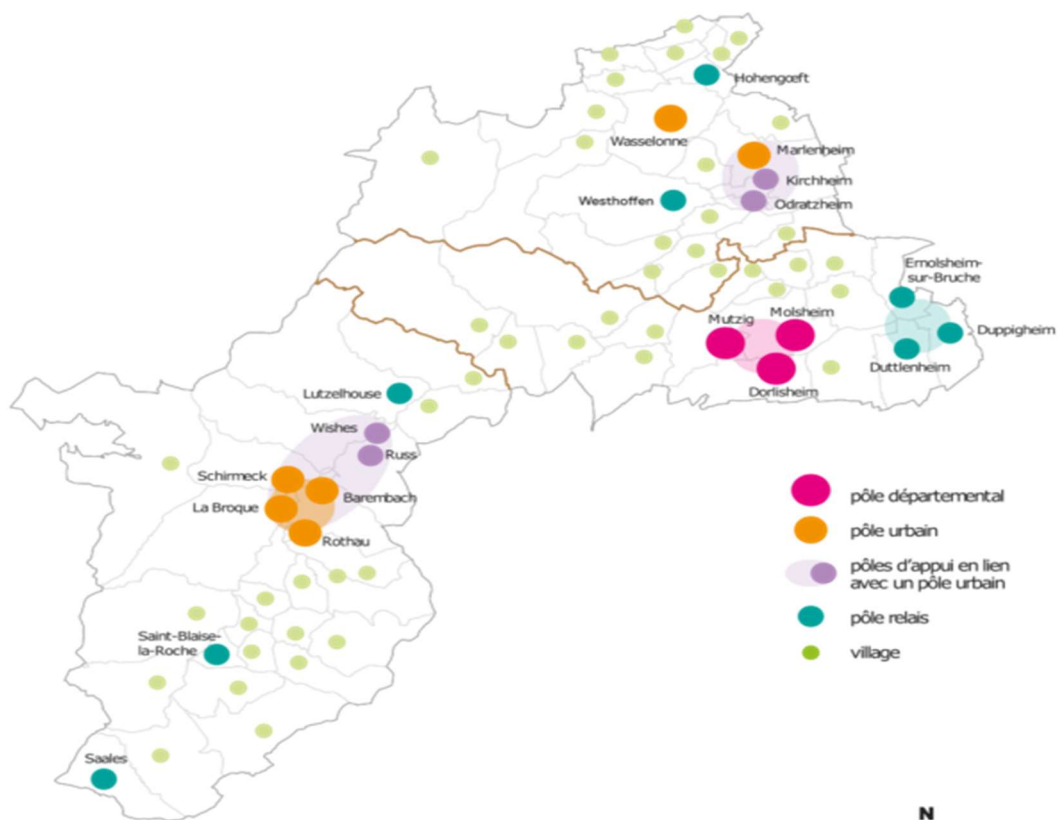 Hohengœft
Wasselonne
Marlenheim
Kirchheim
Westhoffen
Odratzheim
Emolsheim-
sur-Bruche
Mutzig
Molsheim
Duppigheim
Duttlenheim
Dorlisheim
Lutzelhouse
Wishes
Russ
Schirmeck
Barembach
La Broque
Rothau
Saint-Blaise-
la-Roche
Saales
pôle départemental
pôle urbain
pôles d'appui en lien
avec un pôle urbain
pôle relais
village
N